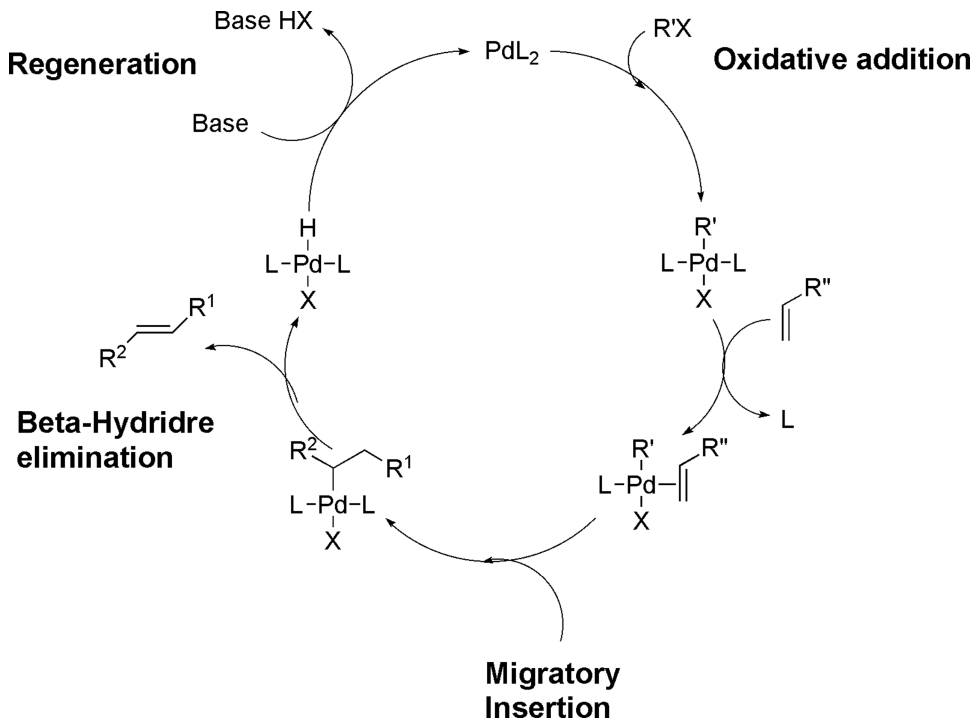 Base HX
PdL₂
R'X
Regeneration
Oxidative addition
Base
H
L-Pd-L
X
R'
L-Pd-L
X
R"
R¹
R²
L
Beta-Hydridre
elimination
R²
R¹
L-Pd-L
X
R'
R"
L-Pd
X
Migratory
Insertion